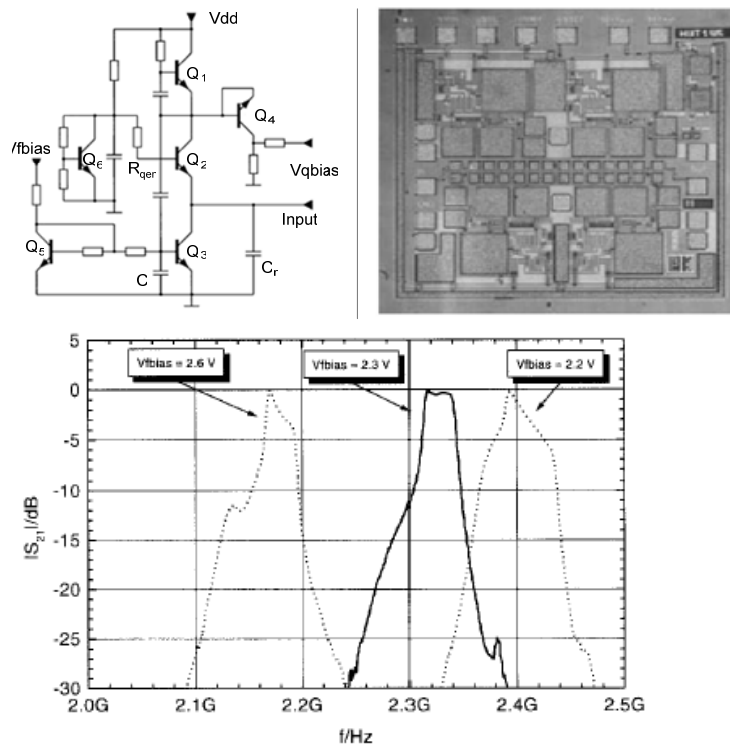 Vdd
Q1
Q4
Vfbias
Q6
Rqer
Q2
Vqbias
Input
Q5
Q3
C
Cr
5
0
-5
-10
-15
-20
-25
-30
|S21|/dB
Vfbias = 2.6 V
Vfbias = 2.3 V
Vfbias = 2.2 V
2.0G
2.1G
2.2G
2.3G
2.4G
2.5G
f/Hz